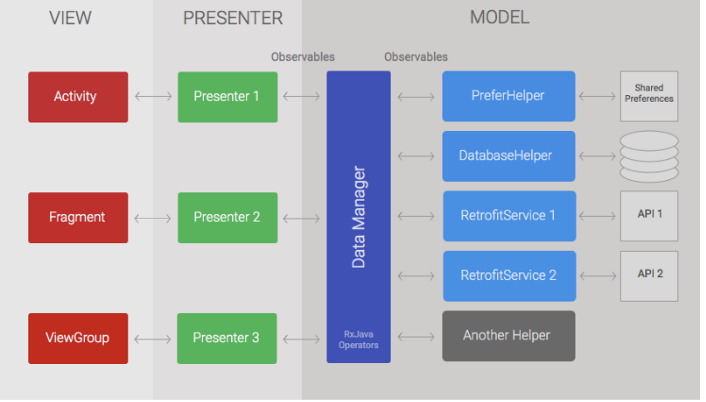 VIEW
PRESENTER
MODEL
Observables
Observables
Activity
Presenter 1
PreferHelper
Shared
Preferences
DatabaseHelper
Fragment
Presenter 2
Data Manager
RetrofitService 1
API 1
RetrofitService 2
API 2
ViewGroup
Presenter 3
RxJava
Operators
Another Helper